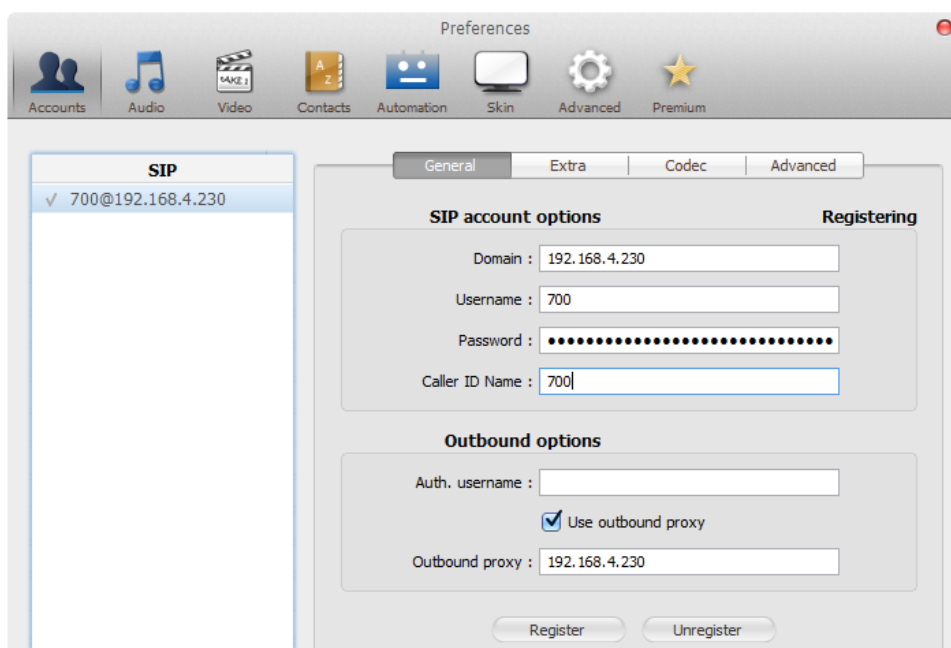 Preferences
TAKE 1
A
Z
Accounts Audio Video Contacts Automation Skin Advanced Premium
SIP
700@192.168.4.230
General Extra Codec Advanced
SIP account options Registering
Domain : 192.168.4.230
Username : 700
Password : ••••••••••••••••••••••••••••••
Caller ID Name : 700
Outbound options
Auth. username :
Use outbound proxy
Outbound proxy : 192.168.4.230
Register Unregister